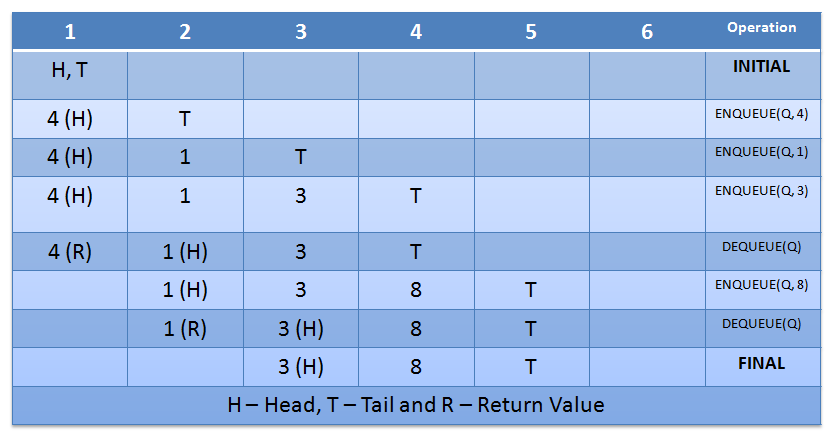 1 2 3 4 5 6 Operation
H, T INITIAL
4 (H) T ENQUEUE(Q, 4)
4 (H) 1 T ENQUEUE(Q, 1)
4 (H) 1 3 T ENQUEUE(Q, 3)
4 (R) 1 (H) 3 T DEQUEUE(Q)
1 (H) 3 8 T ENQUEUE(Q, 8)
1 (R) 3 (H) 8 T DEQUEUE(Q)
3 (H) 8 T FINAL
H – Head, T – Tail and R – Return Value